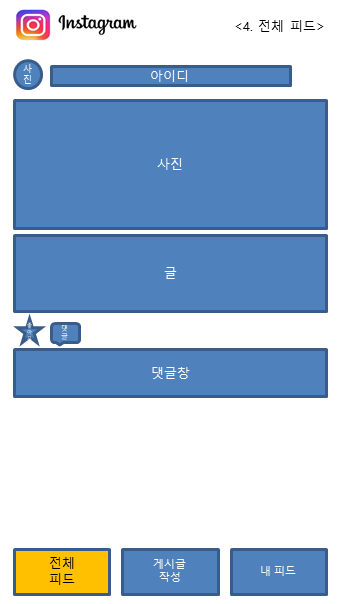 Instagram
<4. 전체 피드>
사
진
아이디
사진
글
댓
글
댓글창
전체
피드
게시글
작성
내 피드